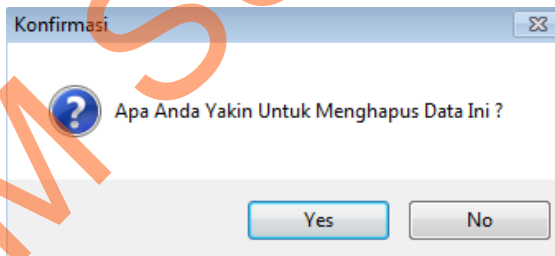 Konfirmasi
Apa Anda Yakin Untuk Menghapus Data Ini ?
Yes
No